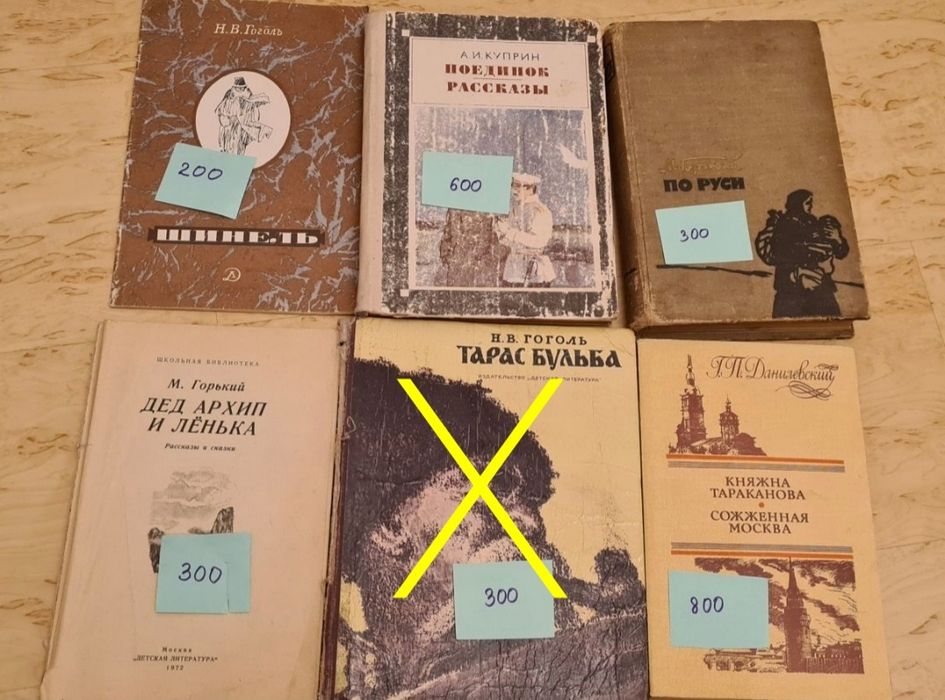 Н.В.Гоголь
200
ШИНЕЛЬ
Д
А.И.КУПРИН
ПОЕДИНОК
РАССКАЗЫ
600
ПО РУСИ
300
ШКОЛЬНАЯ БИБЛИОТЕКА
М. Горький
ДЕД АРХИП
И ЛЁНЬКА
Рассказы и сказки
300
Москва
"ДЕТСКАЯ ЛИТЕРАТУРА"
1972
Н.В. ГОГОЛЬ
ТАРАС БУЛЬБА
ИЗДАТЕЛЬСТВО "ДЕТСКАЯ ЛИТЕРАТУРА"
300
Г.П.Данилевский
КНЯЖНА
ТАРАКАНОВА
СОЖЖЕННАЯ
МОСКВА
800